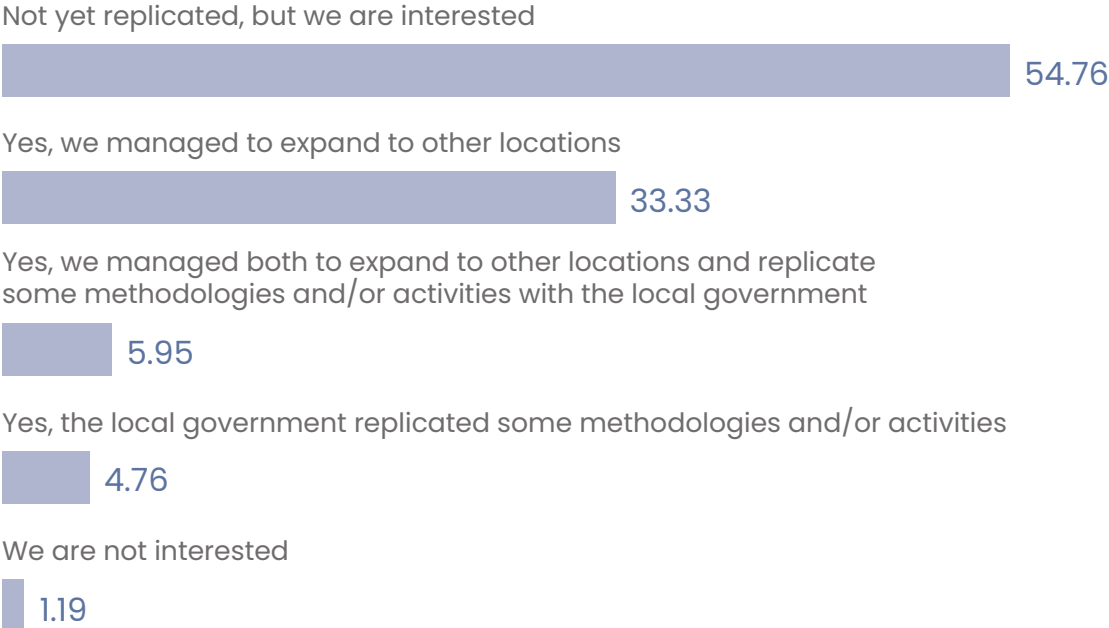 Not yet replicated, but we are interested
54.76
Yes, we managed to expand to other locations
33.33
Yes, we managed both to expand to other locations and replicate
some methodologies and/or activities with the local government
5.95
Yes, the local government replicated some methodologies and/or activities
4.76
We are not interested
1.19